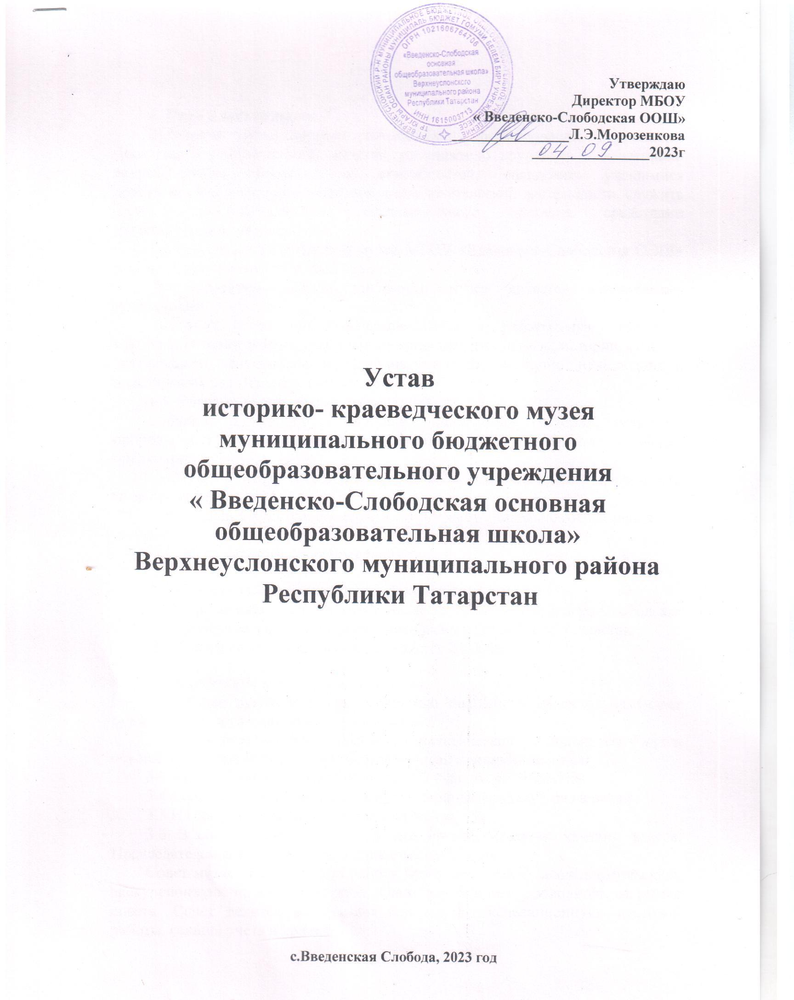 РТ ВЕРХНЕУСЛОНСКИЙ Р-Н МУНИЦИПАЛЬНОЕ БЮДЖЕТНОЕ ОБЩЕОБРАЗОВАТЕЛЬНОЕ УЧРЕЖДЕНИЕ
ТР ЮГАРЫ ОСЛАН РАЙОНЫ МУНИЦИПАЛЬ БЮДЖЕТ ГОМУМИ БЕЛЕМ БИРУ УЧРЕЖДЕНИЕСЕ
ОГРН 1021606764706
«Введенско-Слободская
основная
общеобразовательная школа»
Верхнеуслонского
муниципального района
Республики Татарстан
ИНН 1615003713
Утверждаю
Директор МБОУ
« Введенско-Слободская ООШ»
Л.Э.Морозенкова
04.09. 2023г
Устав
историко- краеведческого музея
муниципального бюджетного
общеобразовательного учреждения
« Введенско-Слободская основная
общеобразовательная школа»
Верхнеуслонского муниципального района
Республики Татарстан
с.Введенская Слобода, 2023 год